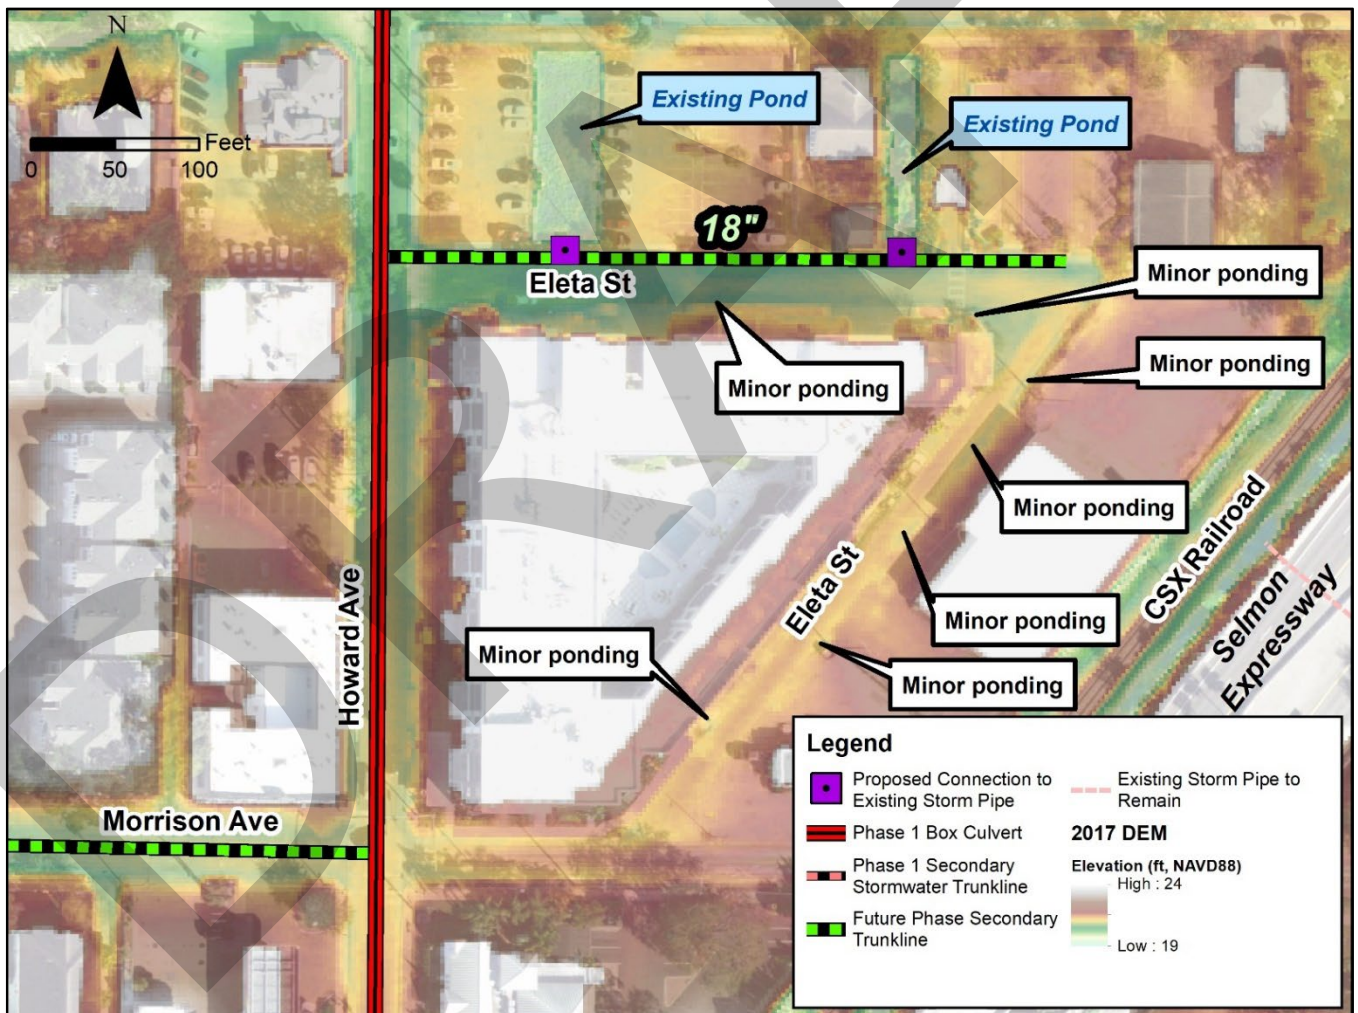 N
Feet
0 50 100
Existing Pond
Existing Pond
18"
Eleta St
Minor ponding
Minor ponding
Minor ponding
Minor ponding
Minor ponding
Minor ponding
Minor ponding
Eleta St
Howard Ave
CSX Railroad
Selmon
Expressway
Morrison Ave
Legend
Proposed Connection to
Existing Storm Pipe
Phase 1 Box Culvert
Phase 1 Secondary
Stormwater Trunkline
Future Phase Secondary
Trunkline
Existing Storm Pipe to
Remain
2017 DEM
Elevation (ft, NAVD88)
High : 24
Low : 19
DRAFT